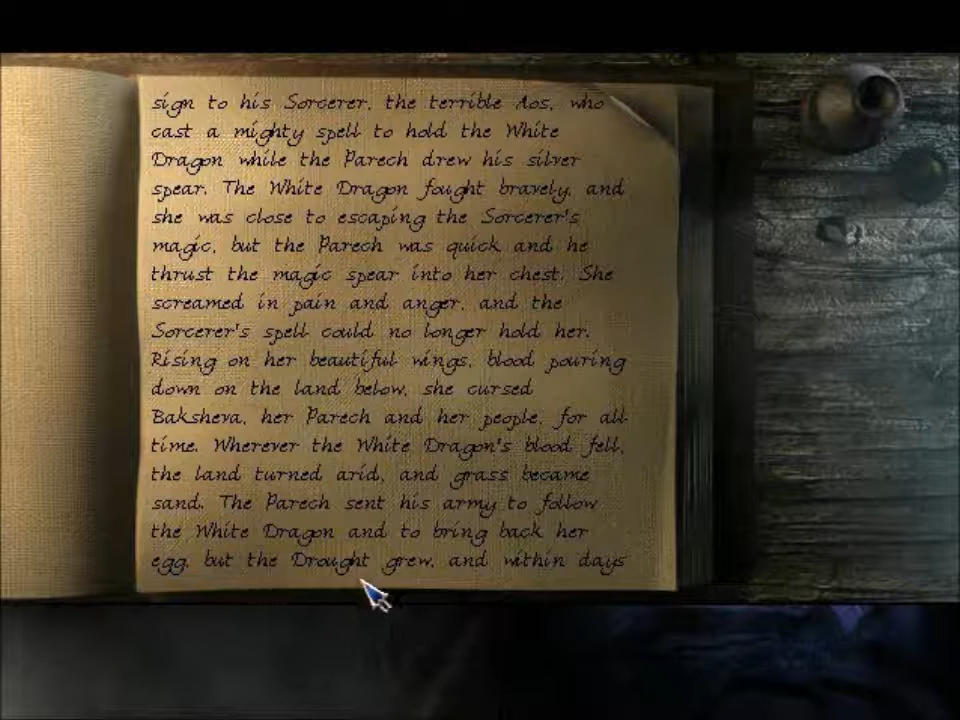 sign to his Sorcerer, the terrible Aos, who
cast a mighty spell to hold the White
Dragon while the Parech drew his silver
spear. The White Dragon fought bravely, and
she was close to escaping the Sorcerer's
magic, but the Parech was quick and he
thrust the magic spear into her chest. She
screamed in pain and anger, and the
Sorcerer's spell could no longer hold her.
Rising on her beautiful wings, blood pouring
down on the land below, she cursed
Baksheva, her Parech and her people, for all
time. Wherever the White Dragon's blood fell,
the land turned arid, and grass became
sand. The Parech sent his army to follow
the White Dragon and to bring back her
egg, but the Drought grew, and within days